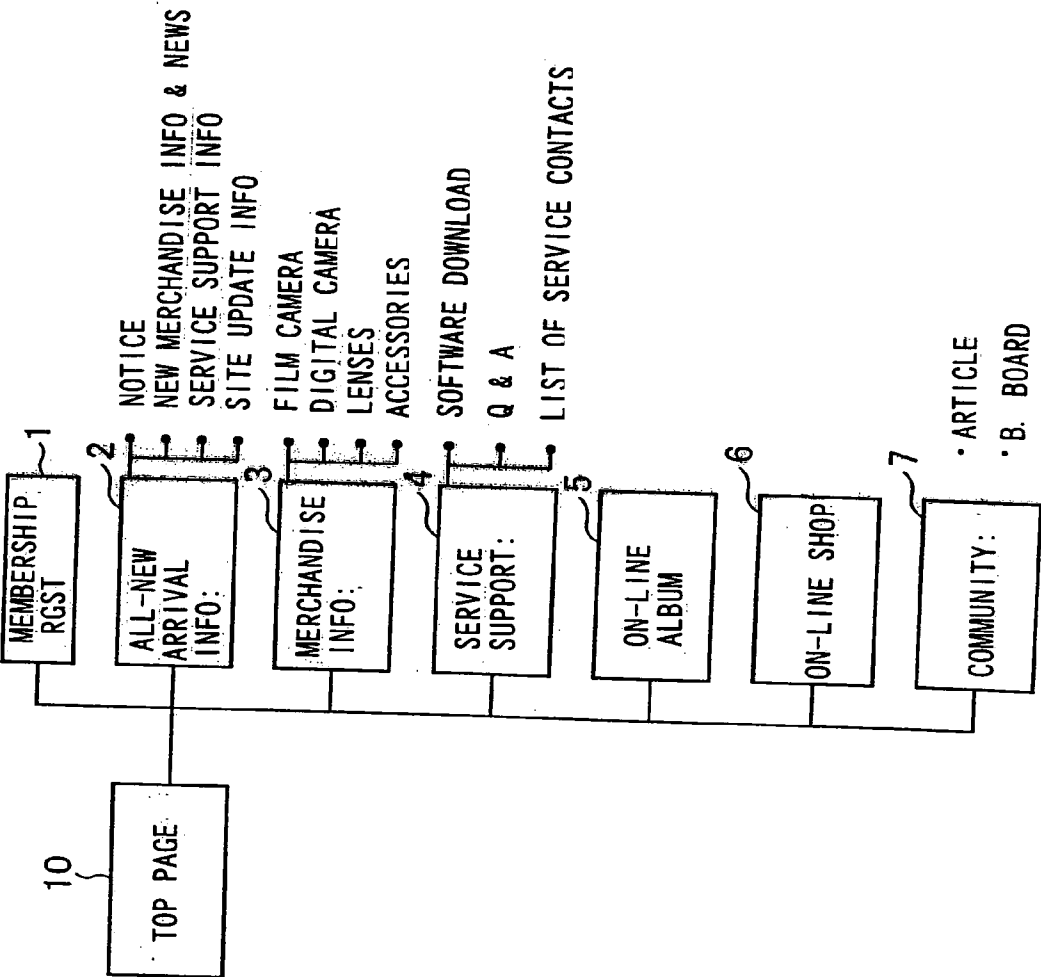 10
TOP PAGE
1
MEMBERSHIP
RGST
2
ALL-NEW
ARRIVAL
INFO:
NOTICE
NEW MERCHANDISE INFO & NEWS
SERVICE SUPPORT INFO
SITE UPDATE INFO
3
MERCHANDISE
INFO:
FILM CAMERA
DIGITAL CAMERA
LENSES
ACCESSORIES
4
SERVICE
SUPPORT:
SOFTWARE DOWNLOAD
Q & A
LIST OF SERVICE CONTACTS
5
ON-LINE
ALBUM
6
ON-LINE SHOP
7
COMMUNITY:
· ARTICLE
· B. BOARD